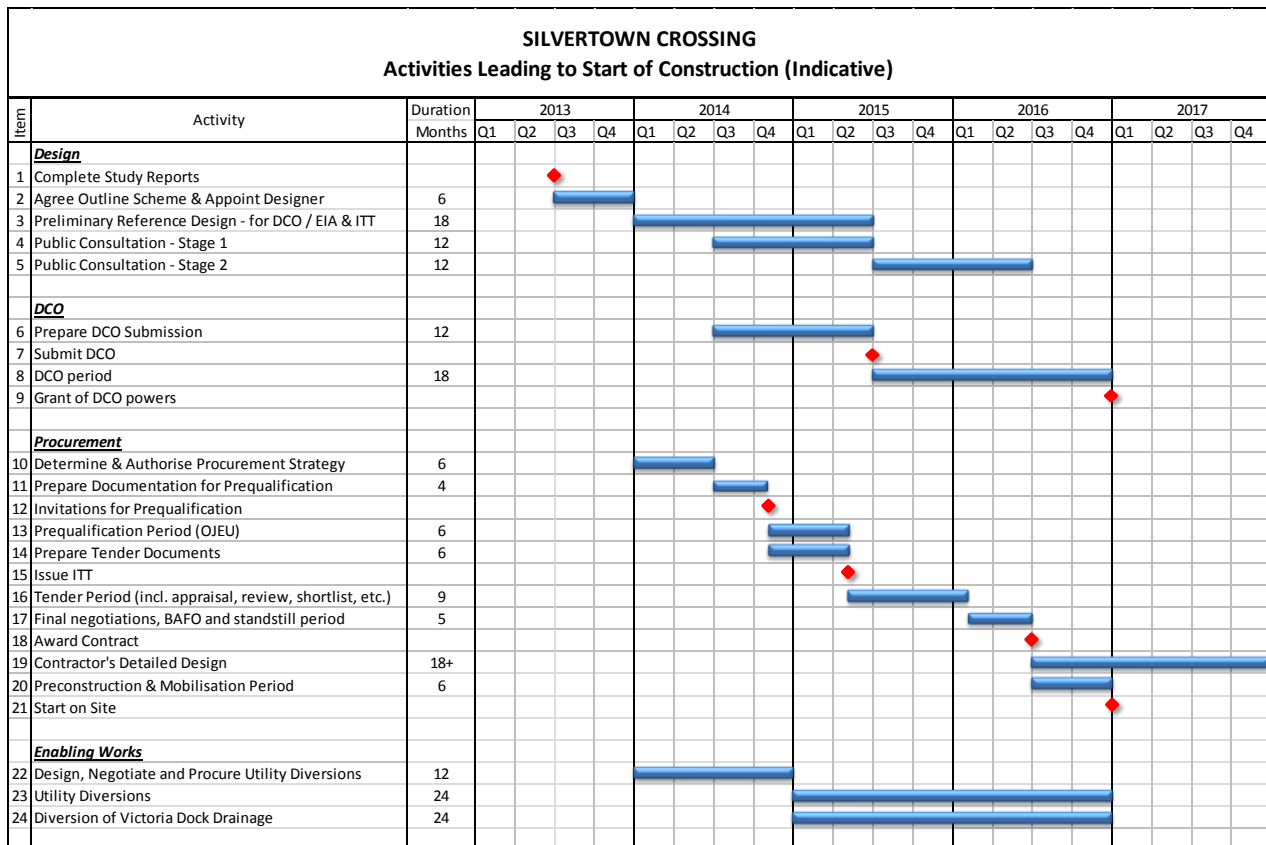 SILVERTOWN CROSSING
Activities Leading to Start of Construction (Indicative)
Item Activity Duration 2013 2014 2015 2016 2017
Months Q1 Q2 Q3 Q4 Q1 Q2 Q3 Q4 Q1 Q2 Q3 Q4 Q1 Q2 Q3 Q4 Q1 Q2 Q3 Q4
Design
1 Complete Study Reports
2 Agree Outline Scheme & Appoint Designer 6
3 Preliminary Reference Design - for DCO / EIA & ITT 18
4 Public Consultation - Stage 1 12
5 Public Consultation - Stage 2 12
DCO
6 Prepare DCO Submission 12
7 Submit DCO
8 DCO period 18
9 Grant of DCO powers
Procurement
10 Determine & Authorise Procurement Strategy 6
11 Prepare Documentation for Prequalification 4
12 Invitations for Prequalification
13 Prequalification Period (OJEU) 6
14 Prepare Tender Documents 6
15 Issue ITT
16 Tender Period (incl. appraisal, review, shortlist, etc.) 9
17 Final negotiations, BAFO and standstill period 5
18 Award Contract
19 Contractor's Detailed Design 18+
20 Preconstruction & Mobilisation Period 6
21 Start on Site
Enabling Works
22 Design, Negotiate and Procure Utility Diversions 12
23 Utility Diversions 24
24 Diversion of Victoria Dock Drainage 24